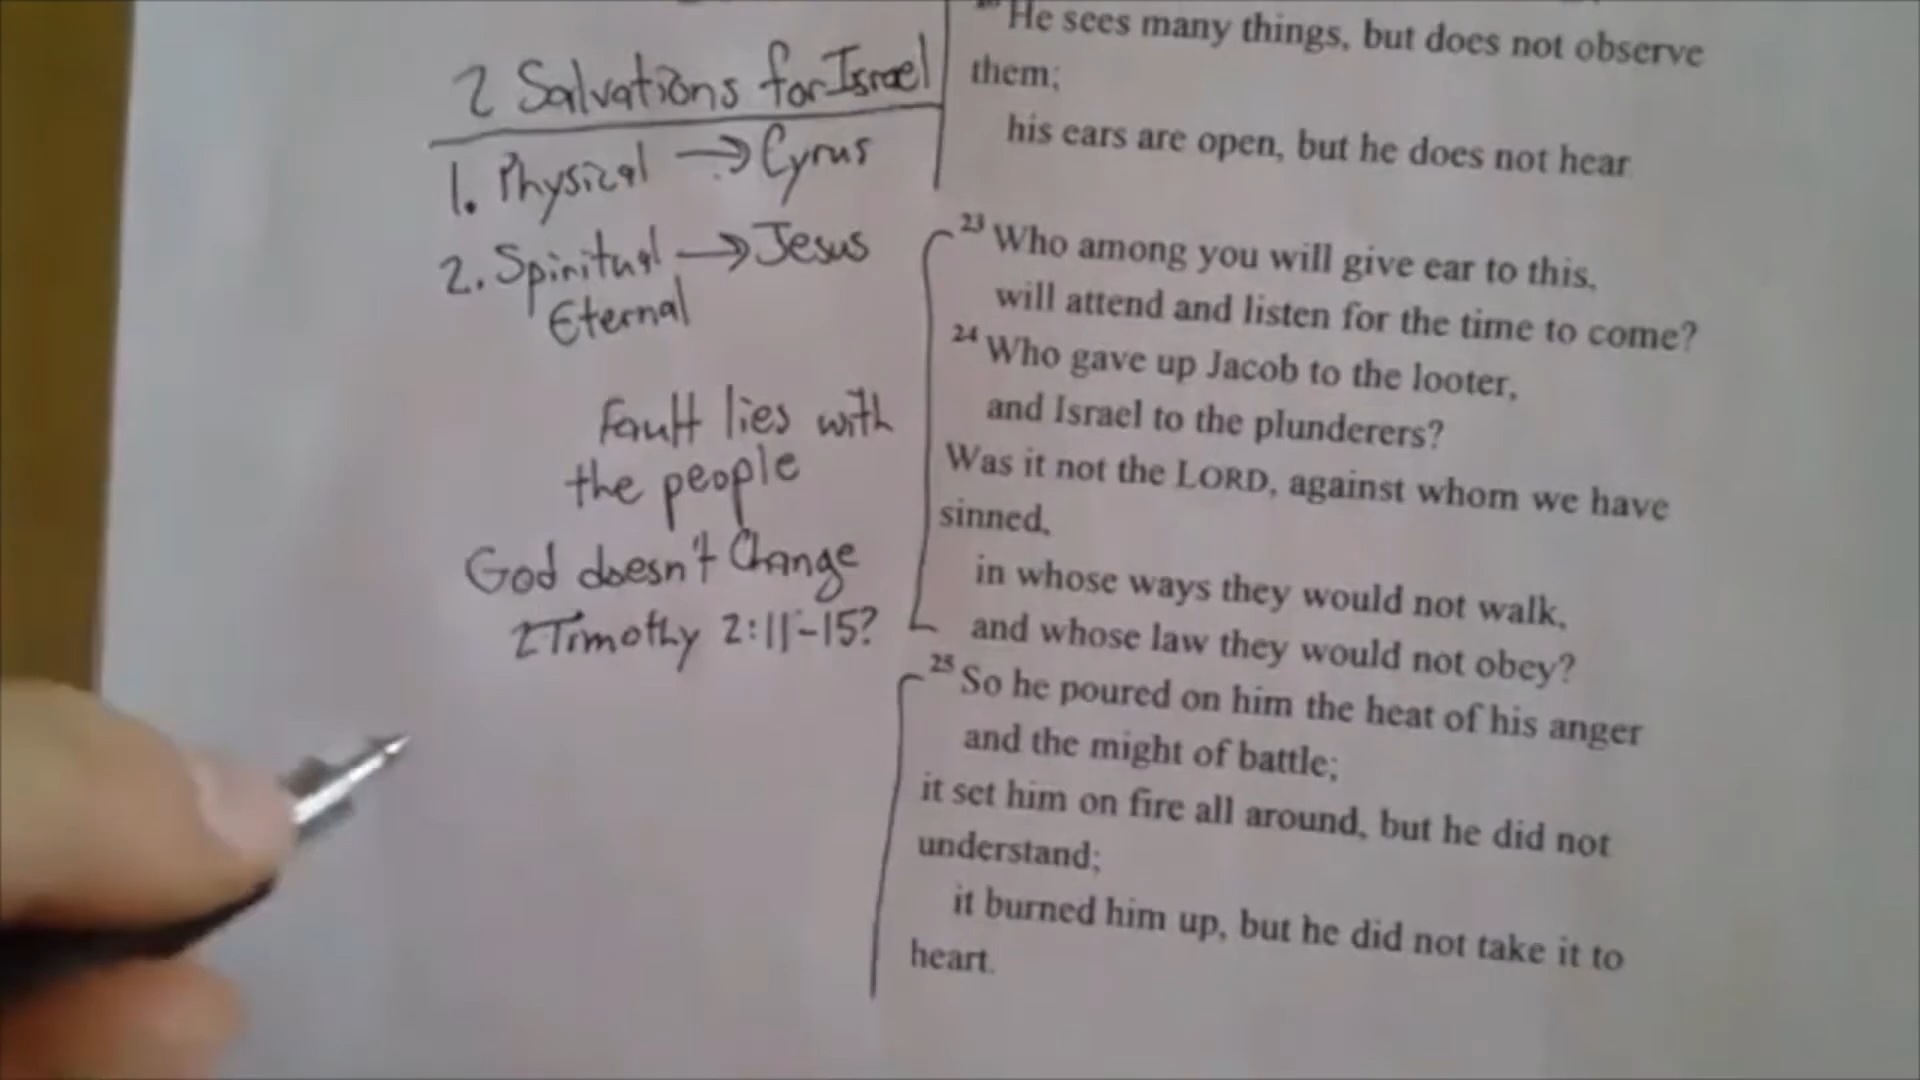 2 Salvations for Israel
1. Physical → Cyrus
2. Spiritual → Jesus
Eternal
Fault lies with
the people
God doesn't Change
2 Timothy 2:11-15?
He sees many things, but does not observe
them;
his ears are open, but he does not hear
23 Who among you will give ear to this,
will attend and listen for the time to come?
24 Who gave up Jacob to the looter,
and Israel to the plunderers?
Was it not the LORD, against whom we have
sinned,
in whose ways they would not walk,
and whose law they would not obey?
25 So he poured on him the heat of his anger
and the might of battle;
it set him on fire all around, but he did not
understand;
it burned him up, but he did not take it to
heart.